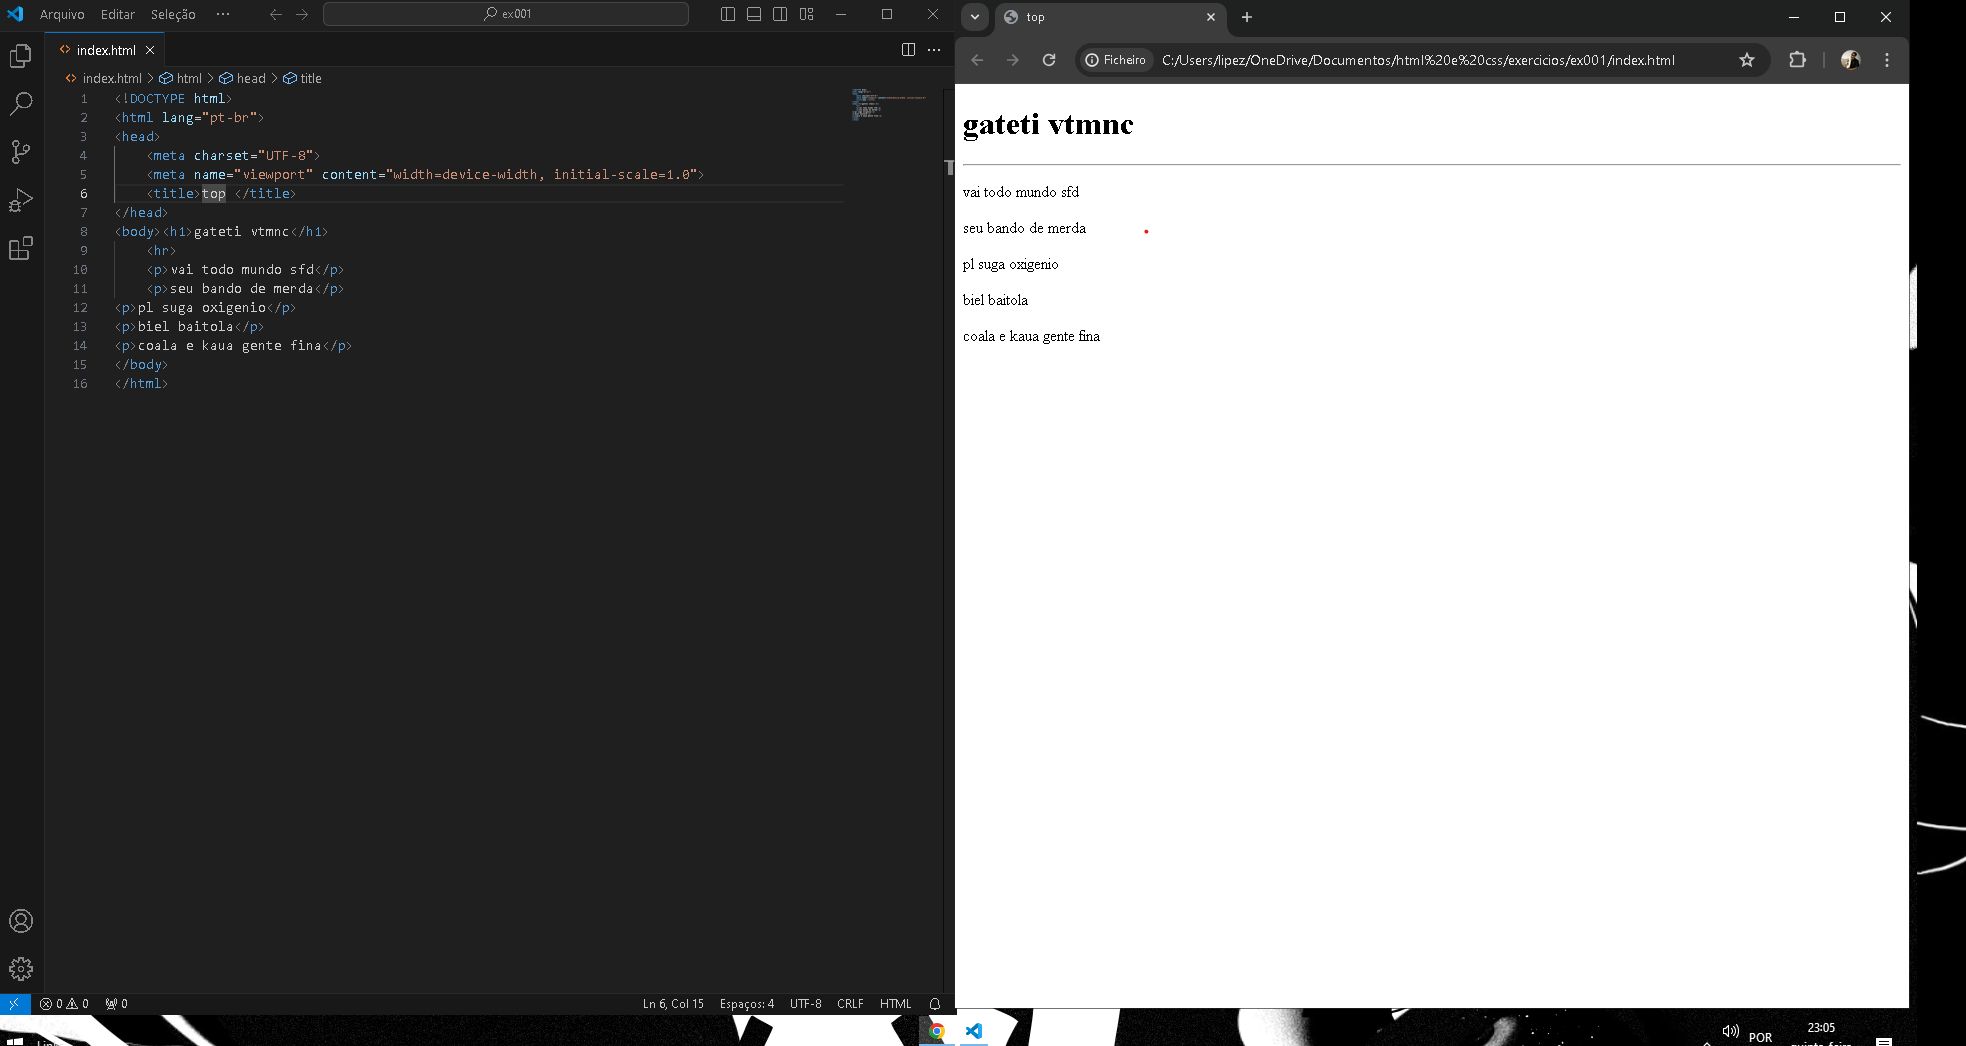 Arquivo Editar Seleção ··· ex001
index.html
index.html > html > head > title
1 <!DOCTYPE html>
2 <html lang="pt-br">
3 <head>
4 <meta charset="UTF-8">
5 <meta name="viewport" content="width=device-width, initial-scale=1.0">
6 <title>top </title>
7 </head>
8 <body><h1>gateti vtmnc</h1>
9 <hr>
10 <p>vai todo mundo sfd</p>
11 <p>seu bando de merda</p>
12 <p>pl suga oxigenio</p>
13 <p>biel baitola</p>
14 <p>coala e kaua gente fina</p>
15 </body>
16 </html>
0 0 0 Ln 6, Col 15 Espaços: 4 UTF-8 CRLF HTML
top
Ficheiro C:/Users/lipez/OneDrive/Documentos/html%20e%20css/exercicios/ex001/index.html
gateti vtmnc
vai todo mundo sfd
seu bando de merda
pl suga oxigenio
biel baitola
coala e kaua gente fina
POR 23:05
quinta-feira